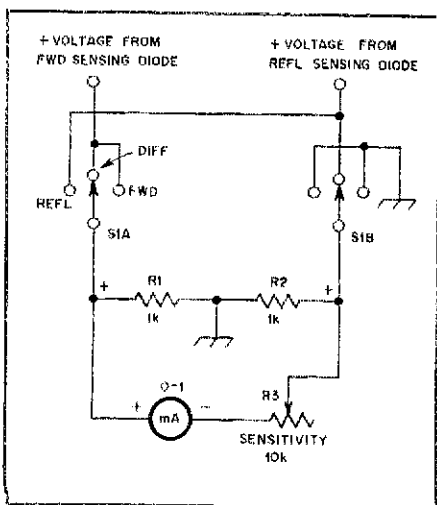 + VOLTAGE FROM
FWD SENSING DIODE
+ VOLTAGE FROM
REFL SENSING DIODE
DIFF
REFL
FWD
S1A
S1B
+
R1
1k
R2
1k
+
0-1
+
mA
-
R3
SENSITIVITY
10k